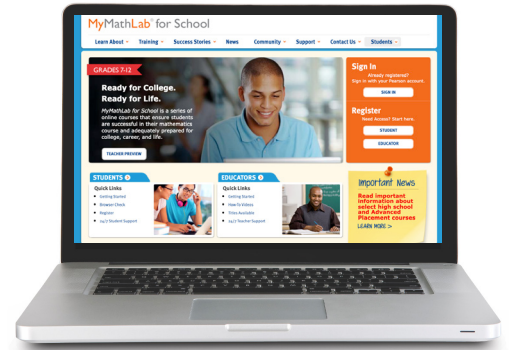 MyMathLab® for School
Learn About Training Success Stories News Community Support Contact Us Students
GRADES 7-12
Ready for College.
Ready for Life.
MyMathLab for School is a series of
online courses that ensure students
are successful in their mathematics
course and adequately prepared for
college, career, and life.
TEACHER PREVIEW
Sign In
Already registered?
Sign in with your Pearson account.
SIGN IN
Register
Need Access? Start here.
STUDENT
EDUCATOR
STUDENTS
Quick Links
Getting Started
Browser Check
Register
24/7 Student Support
EDUCATORS
Quick Links
Getting Started
How-To Videos
Titles Available
24/7 Teacher Support
Important News
Read important
information about
select high school
and Advanced
Placement courses
LEARN MORE >